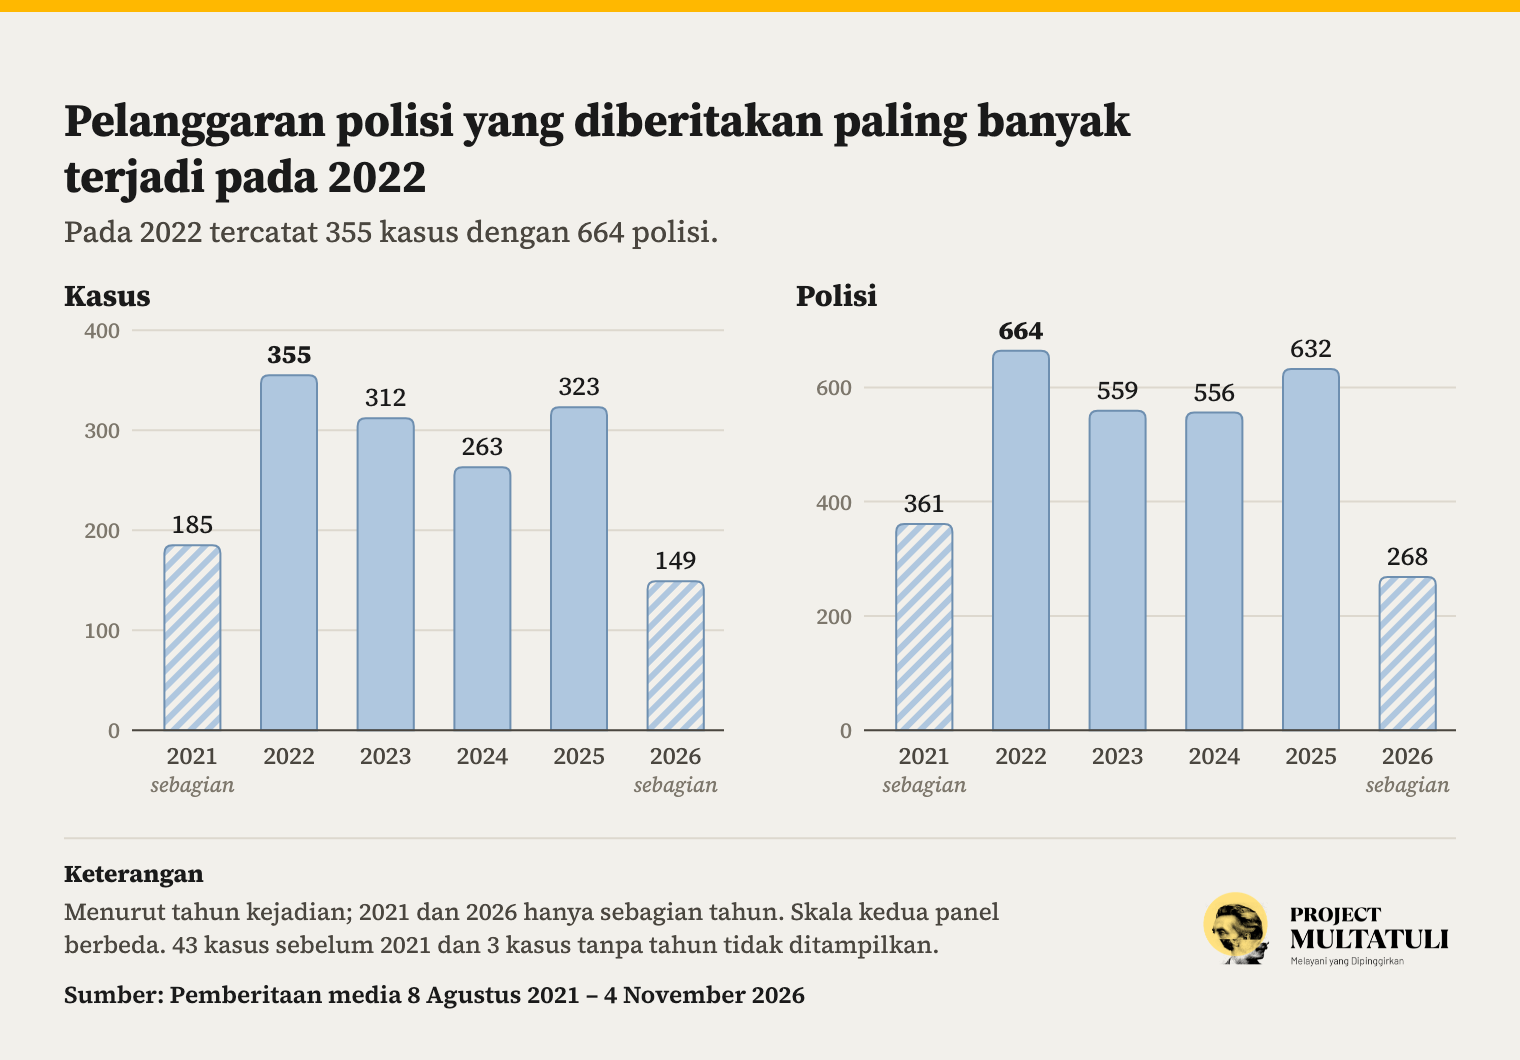 Pelanggaran polisi yang diberitakan paling banyak
terjadi pada 2022
Pada 2022 tercatat 355 kasus dengan 664 polisi.
Kasus
400
300
200
100
0
185
355
312
263
323
149
2021
2022
2023
2024
2025
2026
sebagian
sebagian
Polisi
600
400
200
0
361
664
559
556
632
268
2021
2022
2023
2024
2025
2026
sebagian
sebagian
Keterangan
Menurut tahun kejadian; 2021 dan 2026 hanya sebagian tahun. Skala kedua panel
berbeda. 43 kasus sebelum 2021 dan 3 kasus tanpa tahun tidak ditampilkan.
Sumber: Pemberitaan media 8 Agustus 2021 – 4 November 2026
PROJECT
MULTATULI
Melayani yang Dipinggirkan